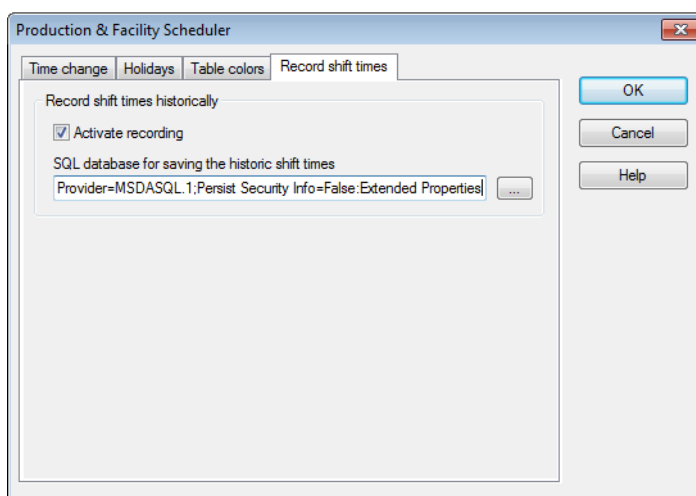 Production & Facility Scheduler
Time change Holidays Table colors Record shift times
Record shift times historically
Activate recording
SQL database for saving the historic shift times
Provider=MSDASQL.1;Persist Security Info=False:Extended Properties
...
OK
Cancel
Help